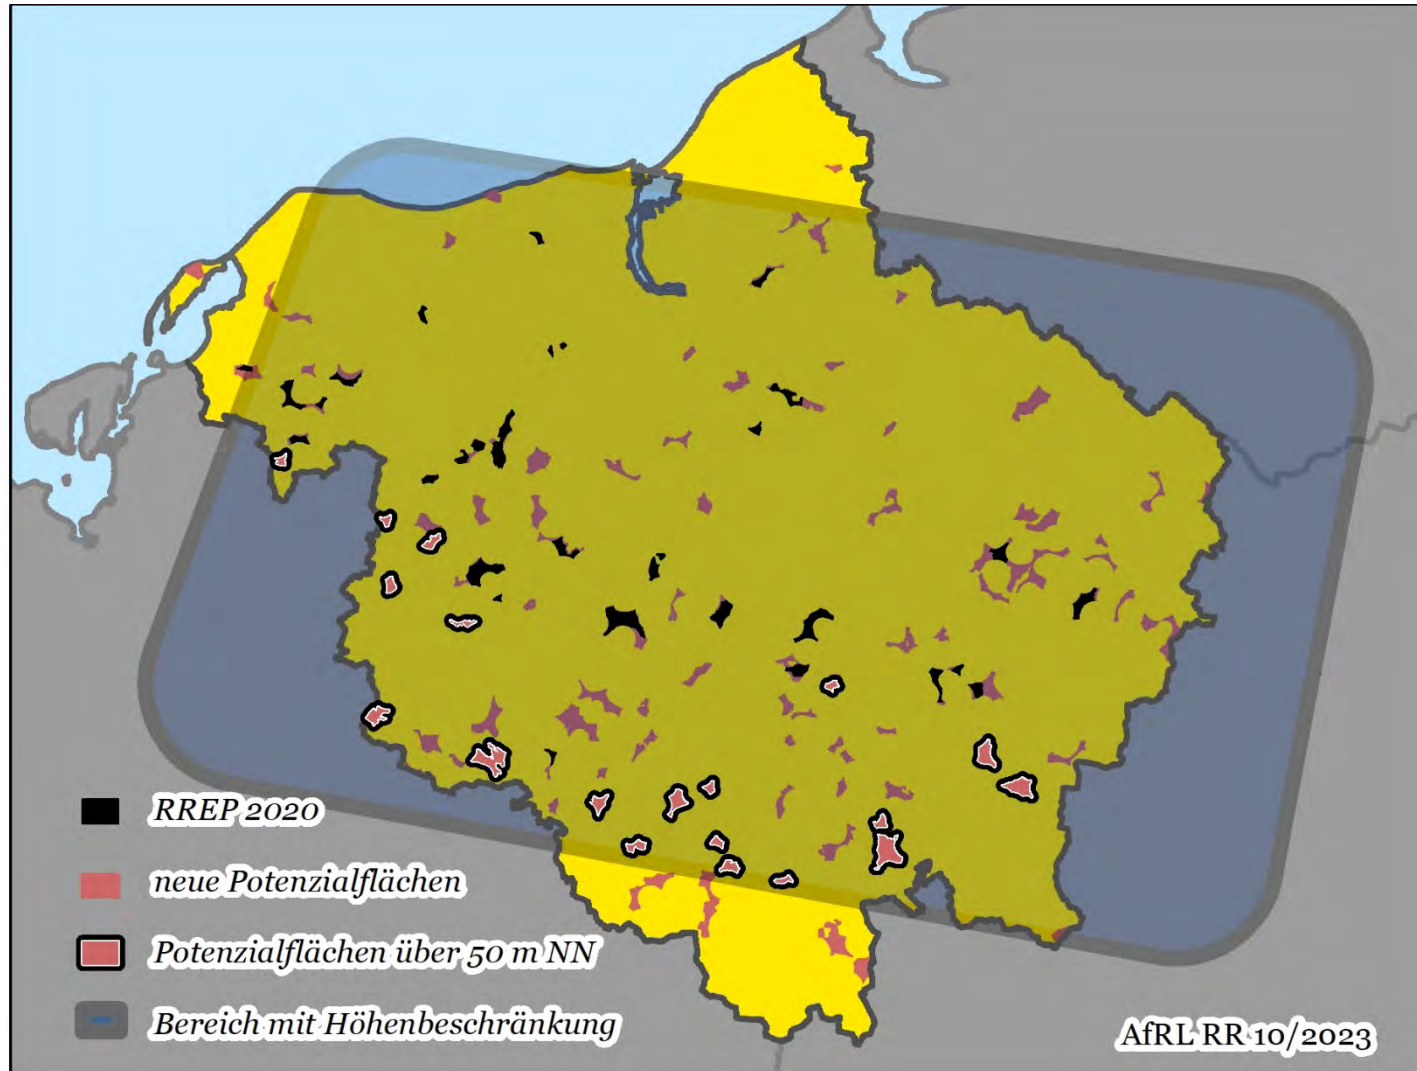 RREP 2020
neue Potenzialflächen
Potenzialflächen über 50 m NN
Bereich mit Höhenbeschränkung
AfRL RR 10/2023